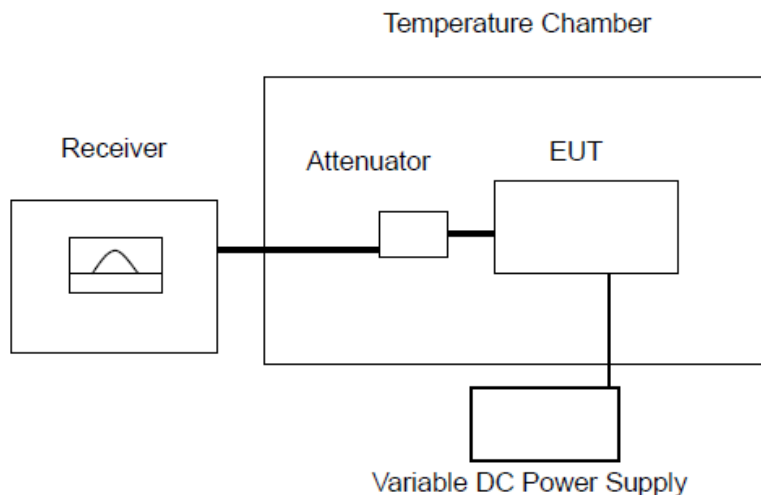 Temperature Chamber
Receiver
Attenuator
EUT
Variable DC Power Supply